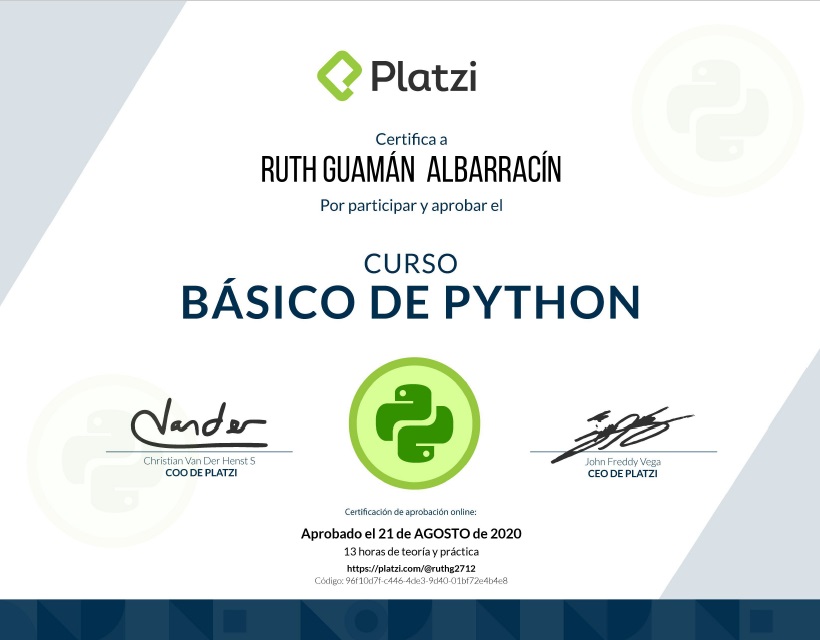 Platzi
Certifica a
RUTH GUAMÁN ALBARRACÍN
Por participar y aprobar el
CURSO
BÁSICO DE PYTHON
Vander
Christian Van Der Henst S
COO DE PLATZI
John Freddy Vega
CEO DE PLATZI
Certificación de aprobación online:
Aprobado el 21 de AGOSTO de 2020
13 horas de teoría y práctica
https://platzi.com/@ruthg2712
Código: 96f10d7f-c446-4de3-9d40-01bf72e4b4e8